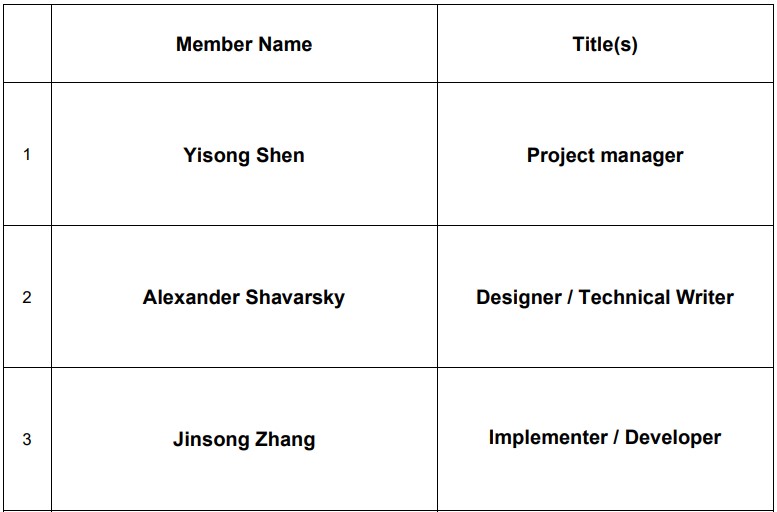 Member Name Title(s)
1 Yisong Shen Project manager
2 Alexander Shavarsky Designer / Technical Writer
3 Jinsong Zhang Implementer / Developer